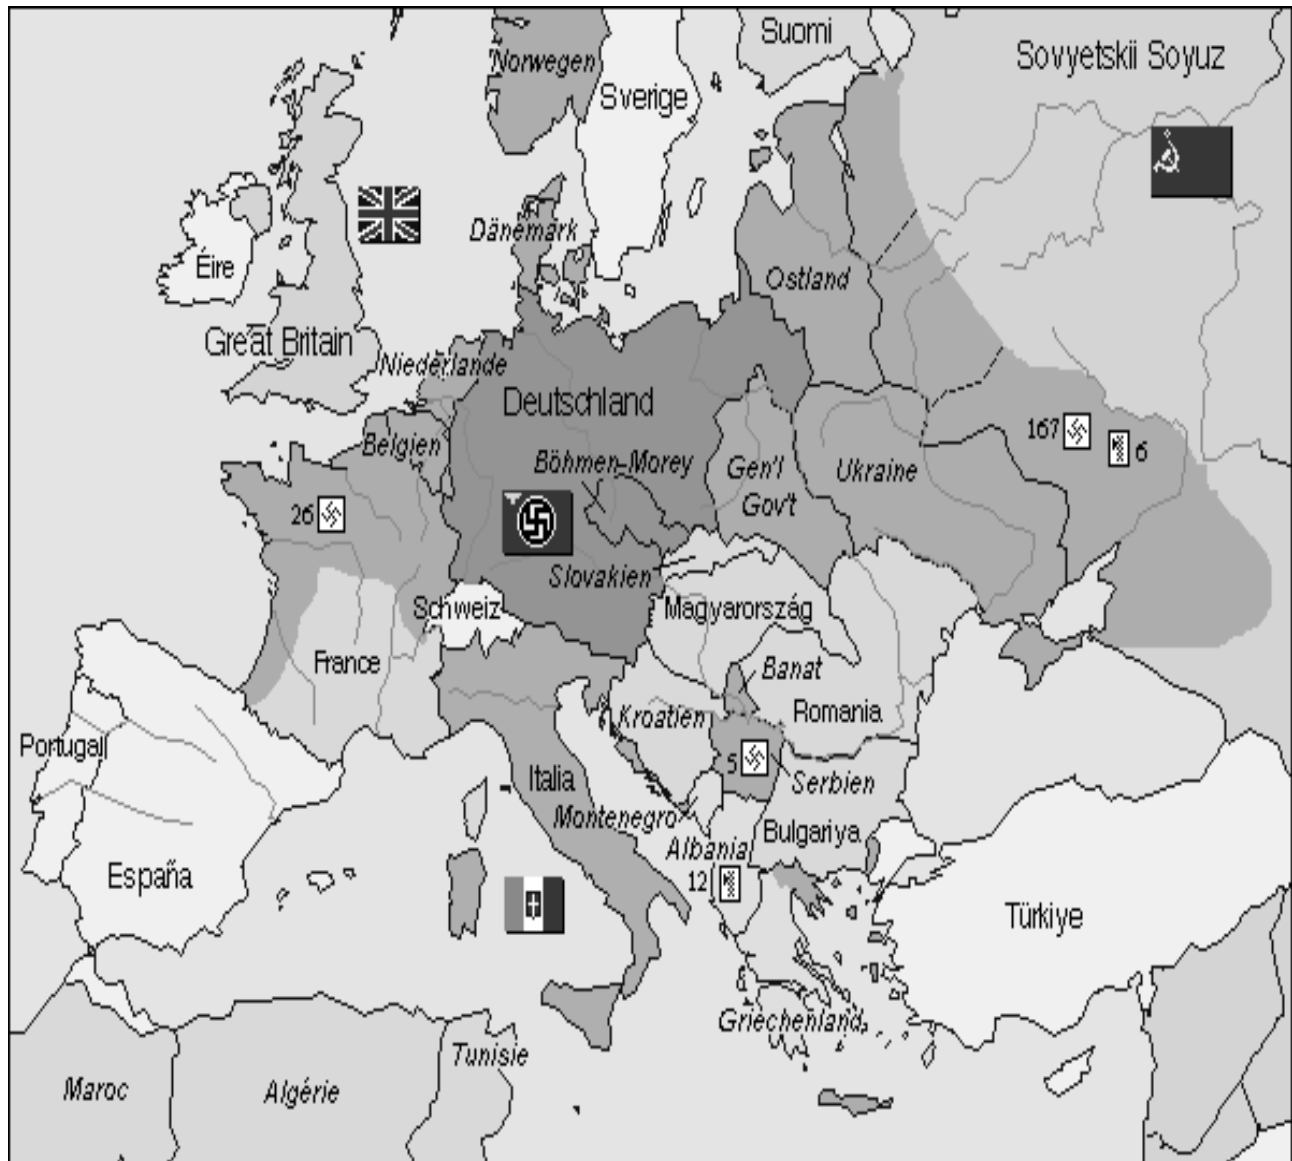 Suomi
Sovyetskii Soyuz
Norwegen
Sverige
Dänemark
Éire
Ostland
Great Britain
Niederlande
Deutschland
Belgien
Böhmen-Morey
Gen'l
Gov't
Ukraine
167
6
26
Slovakien
Schweiz
Magyarország
France
Banat
Kroatien
Romania
Portugal
Italia
5
Serbien
Montenegro
Bulgariya
Albania
España
12
Türkiye
Griechenland
Tunisie
Maroc
Algérie